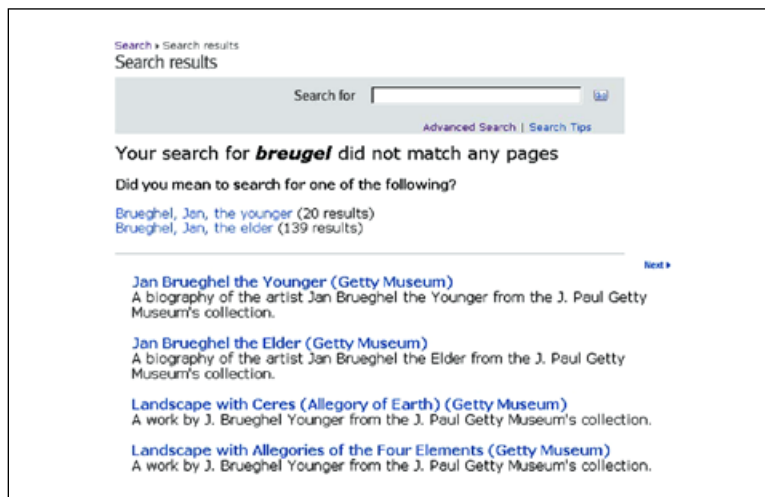 Search ▸ Search results
Search results
Search for
Advanced Search | Search Tips
Your search for breugel did not match any pages
Did you mean to search for one of the following?
Brueghel, Jan, the younger (20 results)
Brueghel, Jan, the elder (139 results)
Next ▸
Jan Brueghel the Younger (Getty Museum)
A biography of the artist Jan Brueghel the Younger from the J. Paul Getty
Museum's collection.
Jan Brueghel the Elder (Getty Museum)
A biography of the artist Jan Brueghel the Elder from the J. Paul Getty
Museum's collection.
Landscape with Ceres (Allegory of Earth) (Getty Museum)
A work by J. Brueghel Younger from the J. Paul Getty Museum's collection.
Landscape with Allegories of the Four Elements (Getty Museum)
A work by J. Brueghel Younger from the J. Paul Getty Museum's collection.